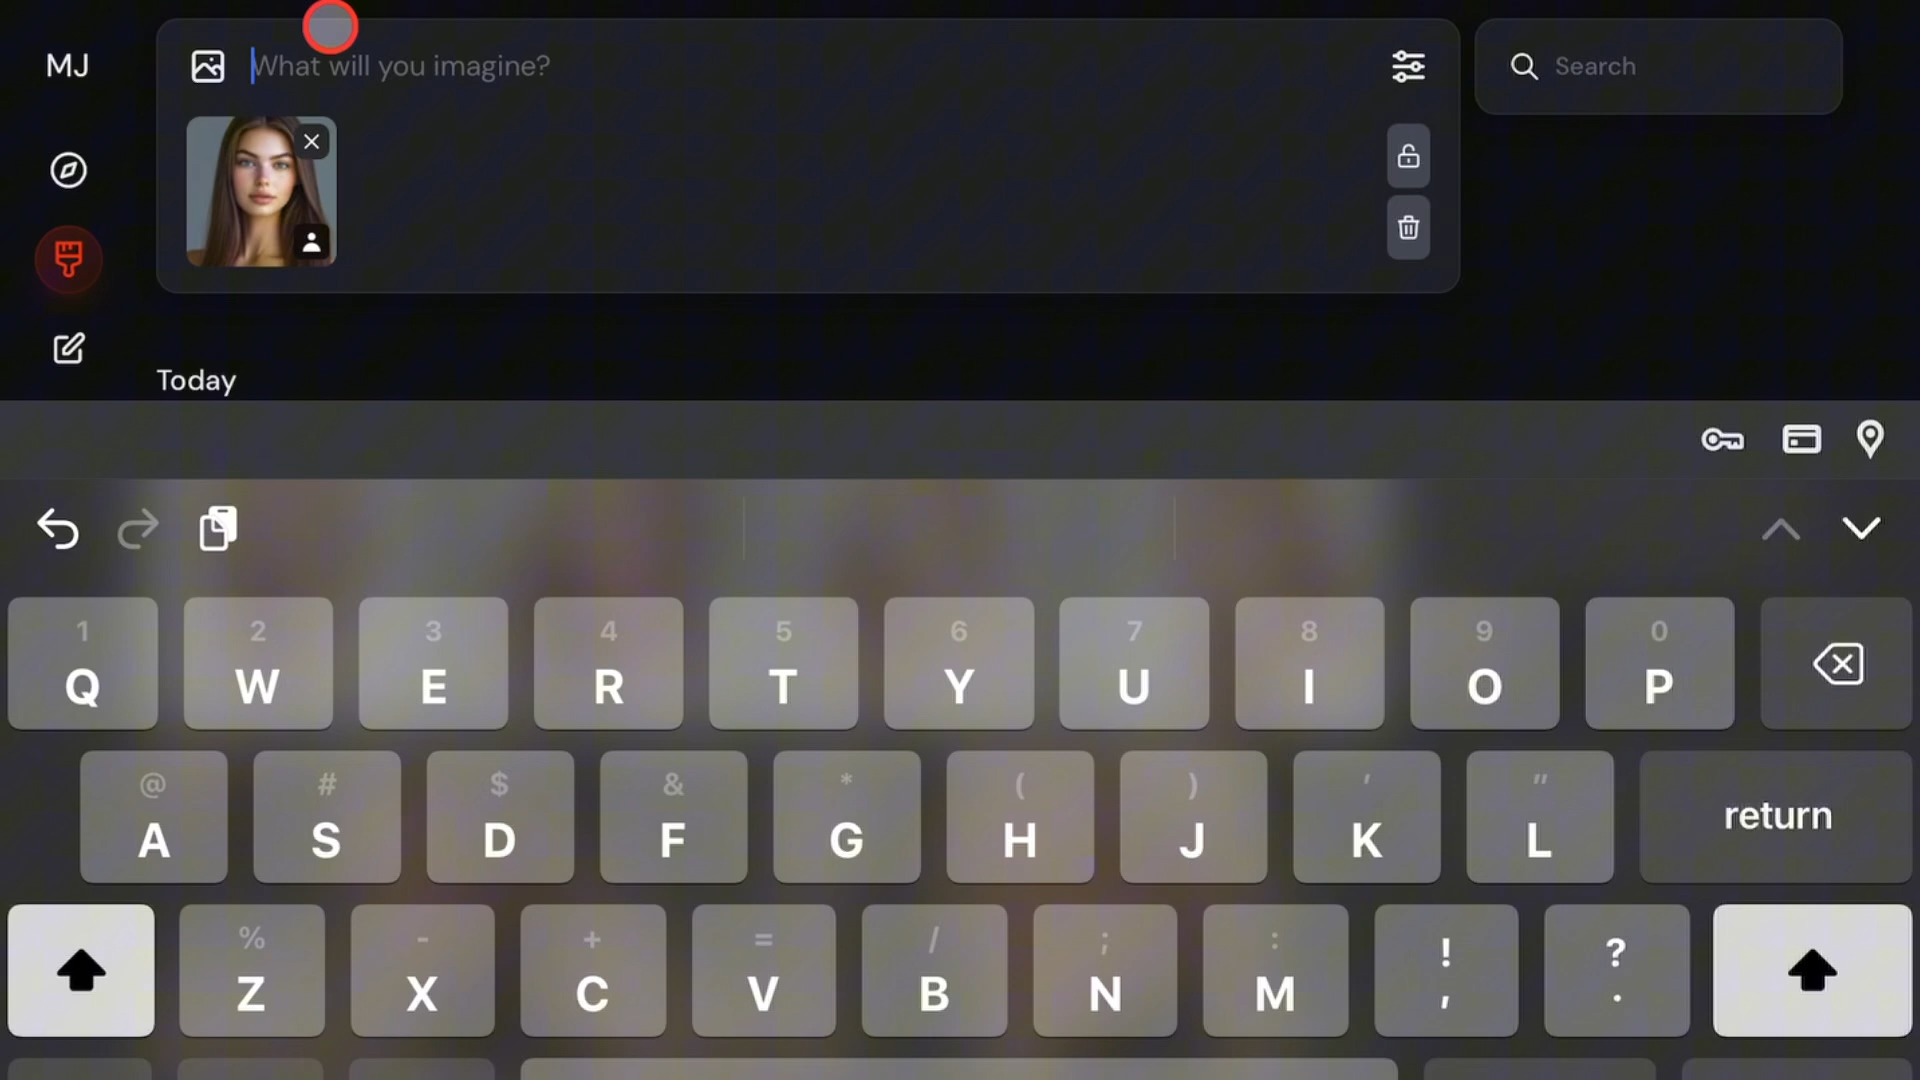 MJ
What will you imagine?
Search
Today
1 2 3 4 5 6 7 8 9 0
Q W E R T Y U I O P
@ # $ & * ( ) ' "
A S D F G H J K L return
% - + = / ; : ! ?
Z X C V B N M , .